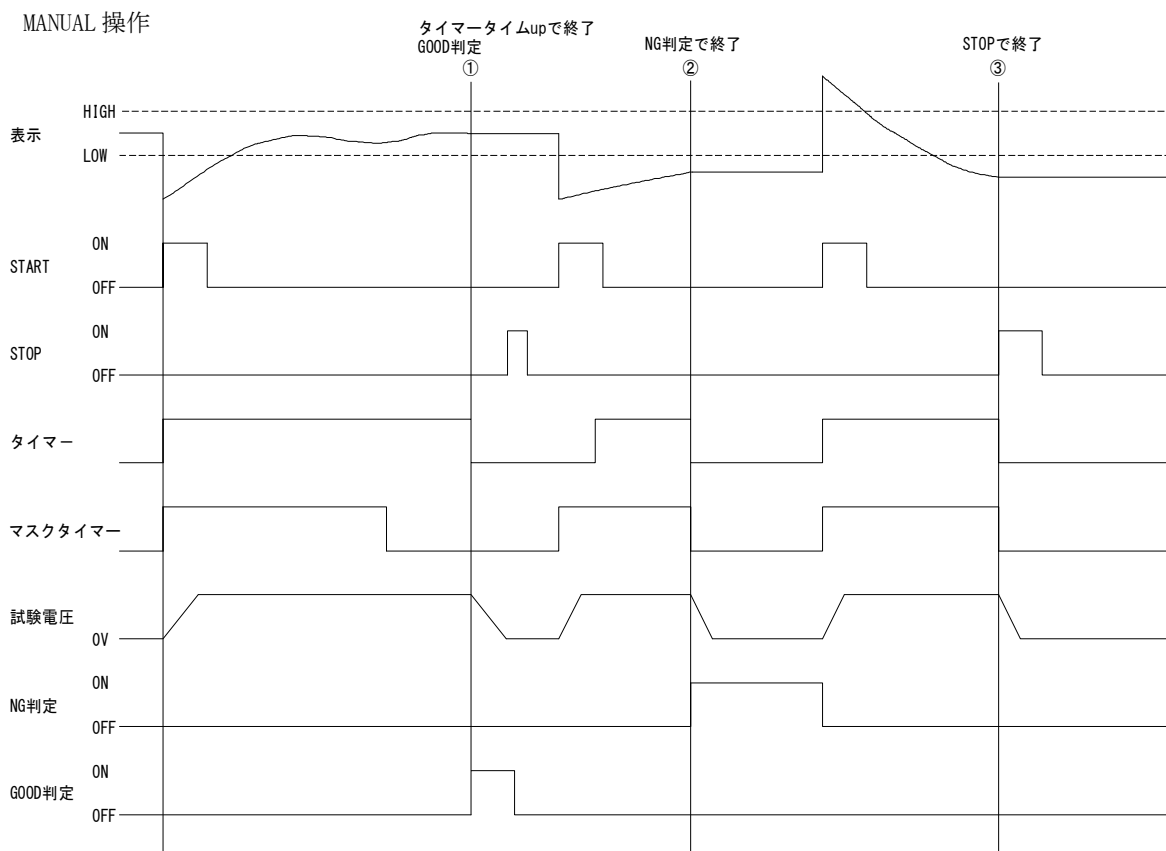 MANUAL 操作
タイマータイムupで終了
GOOD判定
①
NG判定で終了
②
STOPで終了
③
HIGH
表示
LOW
ON
START
OFF
ON
STOP
OFF
タイマー
マスクタイマー
試験電圧
0V
ON
NG判定
OFF
ON
GOOD判定
OFF